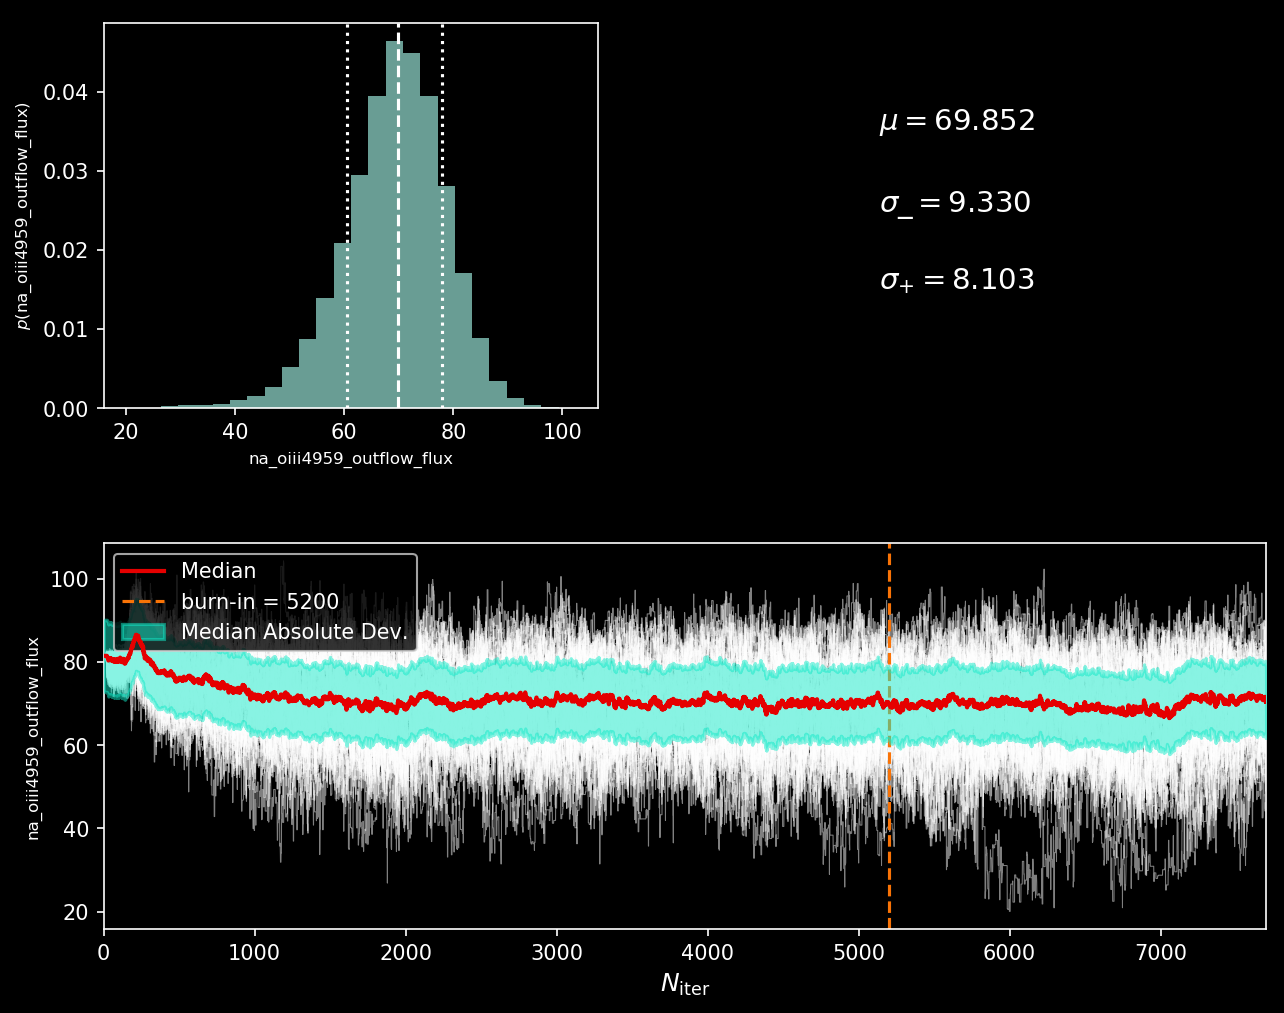 0.04
0.03
0.02
0.01
0.00
p(na_oiii4959_outflow_flux)
20 40 60 80 100
na_oiii4959_outflow_flux
μ = 69.852
σ₋ = 9.330
σ₊ = 8.103
Median
burn-in = 5200
Median Absolute Dev.
100
80
60
40
20
na_oiii4959_outflow_flux
0 1000 2000 3000 4000 5000 6000 7000
N_iter